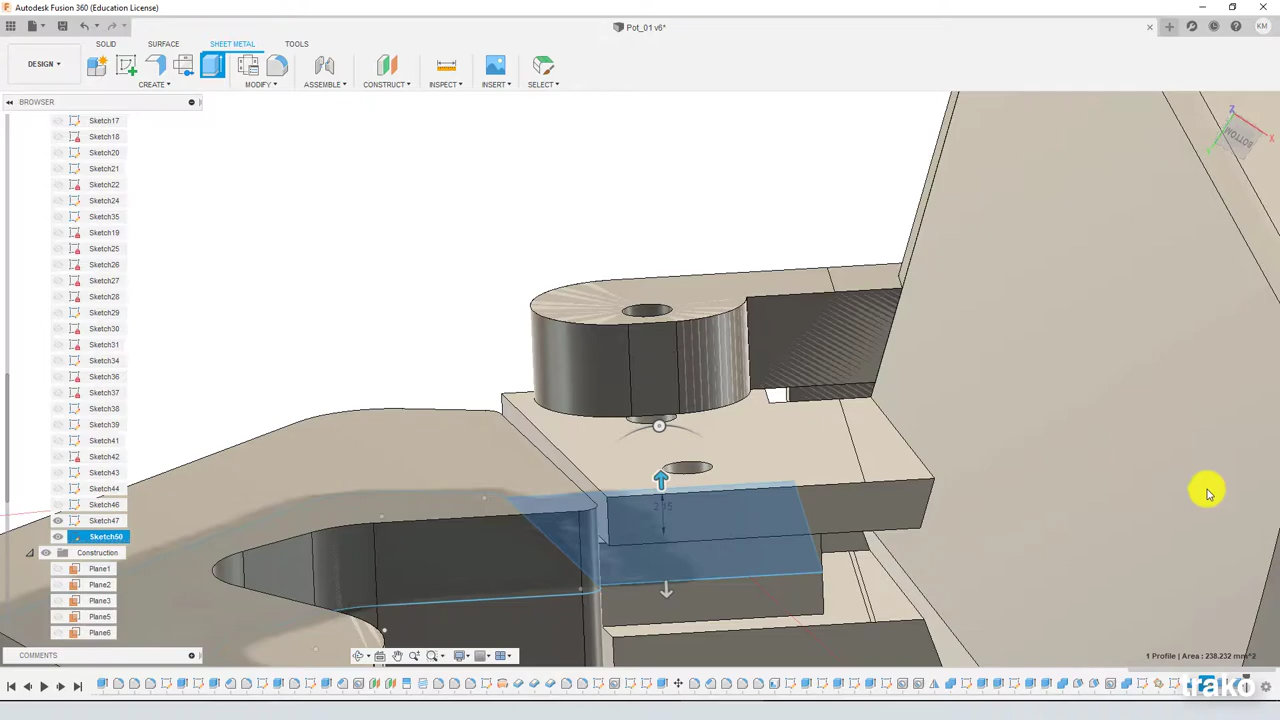 Autodesk Fusion 360 (Education License)
Pot_01 v6*
KM
DESIGN
SOLID
SURFACE
SHEET METAL
TOOLS
CREATE
MODIFY
ASSEMBLE
CONSTRUCT
INSPECT
INSERT
SELECT
BROWSER
Sketch17
Sketch18
Sketch20
Sketch21
Sketch22
Sketch24
Sketch35
Sketch19
Sketch25
Sketch26
Sketch27
Sketch28
Sketch29
Sketch30
Sketch31
Sketch34
Sketch36
Sketch37
Sketch38
Sketch39
Sketch41
Sketch42
Sketch43
Sketch44
Sketch46
Sketch47
Sketch50
Construction
Plane1
Plane2
Plane3
Plane5
Plane6
Z
X
Y
BOTTOM
COMMENTS
1 Profile | Area : 238.232 mm^2
trako